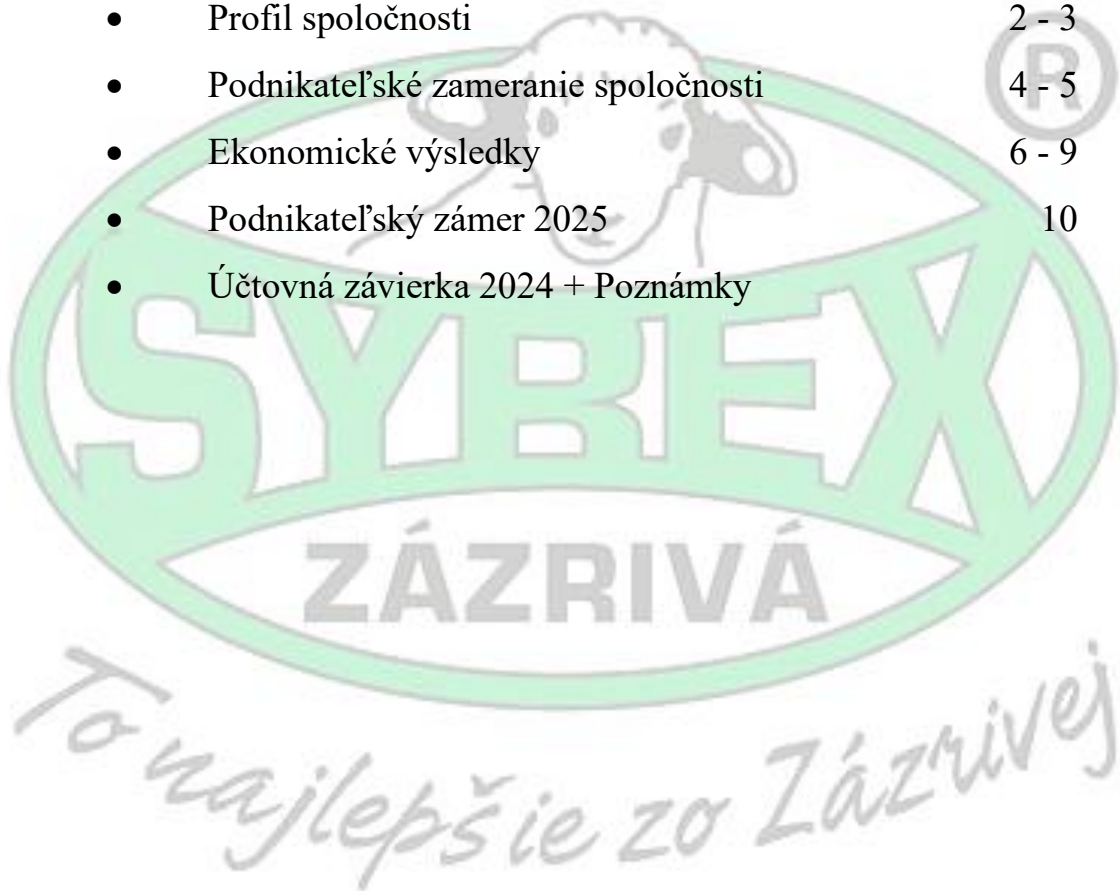 • Profil spoločnosti 2 - 3
• Podnikateľské zameranie spoločnosti 4 - 5
• Ekonomické výsledky 6 - 9
• Podnikateľský zámer 2025 10
• Účtovná závierka 2024 + Poznámky
®
SYREX
ZÁZRIVÁ
To najlepšie zo Zázrivej